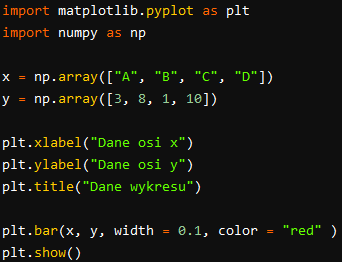 import matplotlib.pyplot as plt
import numpy as np
x = np.array(["A", "B", "C", "D"])
y = np.array([3, 8, 1, 10])
plt.xlabel("Dane osi x")
plt.ylabel("Dane osi y")
plt.title("Dane wykresu")
plt.bar(x, y, width = 0.1, color = "red" )
plt.show()